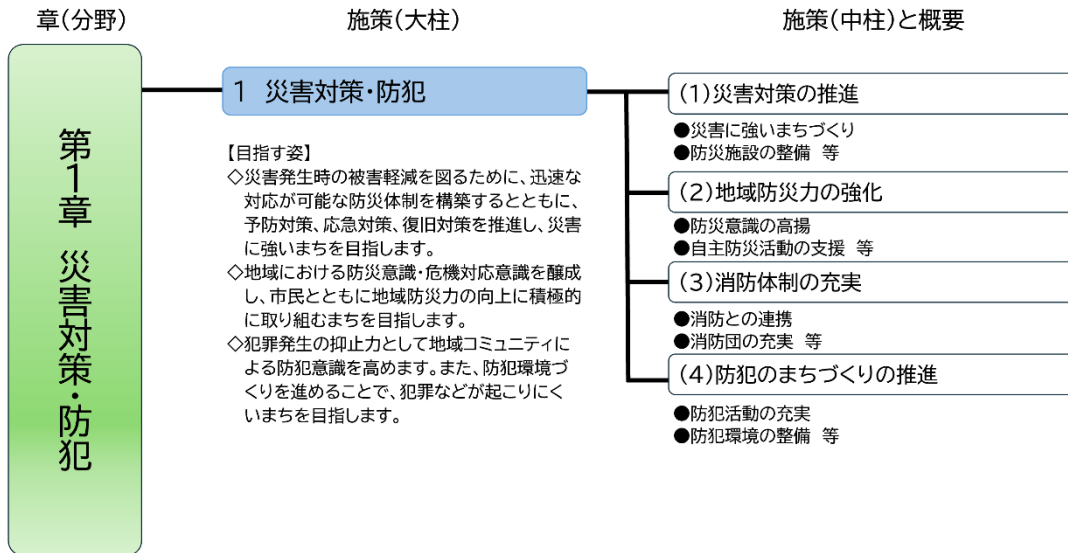 章(分野)
施策(大柱)
施策(中柱)と概要
第1章 災害対策・防犯
1 災害対策・防犯
【目指す姿】
◇災害発生時の被害軽減を図るために、迅速な
対応が可能な防災体制を構築するとともに、
予防対策、応急対策、復旧対策を推進し、災害
に強いまちを目指します。
◇地域における防災意識・危機対応意識を醸成
し、市民とともに地域防災力の向上に積極的
に取り組むまちを目指します。
◇犯罪発生の抑止力として地域コミュニティに
よる防犯意識を高めます。また、防犯環境づ
くりを進めることで、犯罪などが起こりにく
いまちを目指します。
(1)災害対策の推進
●災害に強いまちづくり
●防災施設の整備 等
(2)地域防災力の強化
●防災意識の高揚
●自主防災活動の支援 等
(3)消防体制の充実
●消防との連携
●消防団の充実 等
(4)防犯のまちづくりの推進
●防犯活動の充実
●防犯環境の整備 等